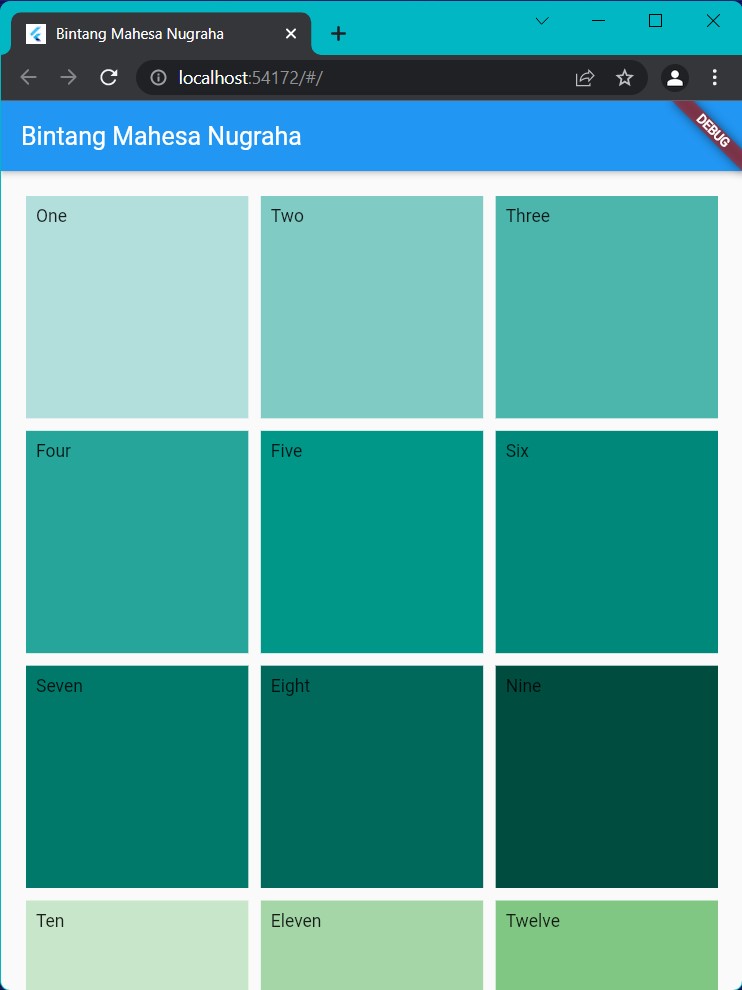 Bintang Mahesa Nugraha
localhost:54172/#/
Bintang Mahesa Nugraha
DEBUG
One
Two
Three
Four
Five
Six
Seven
Eight
Nine
Ten
Eleven
Twelve